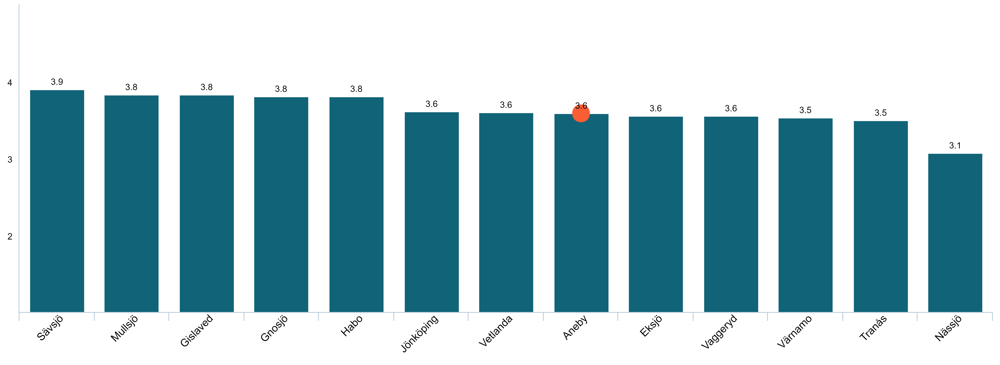 4
3
2
3.9
3.8
3.8
3.8
3.8
3.6
3.6
3.6
3.6
3.6
3.5
3.5
3.1
Sävsjö
Mullsjö
Gislaved
Gnosjö
Habo
Jönköping
Vetlanda
Aneby
Eksjö
Vaggeryd
Värnamo
Tranås
Nässjö